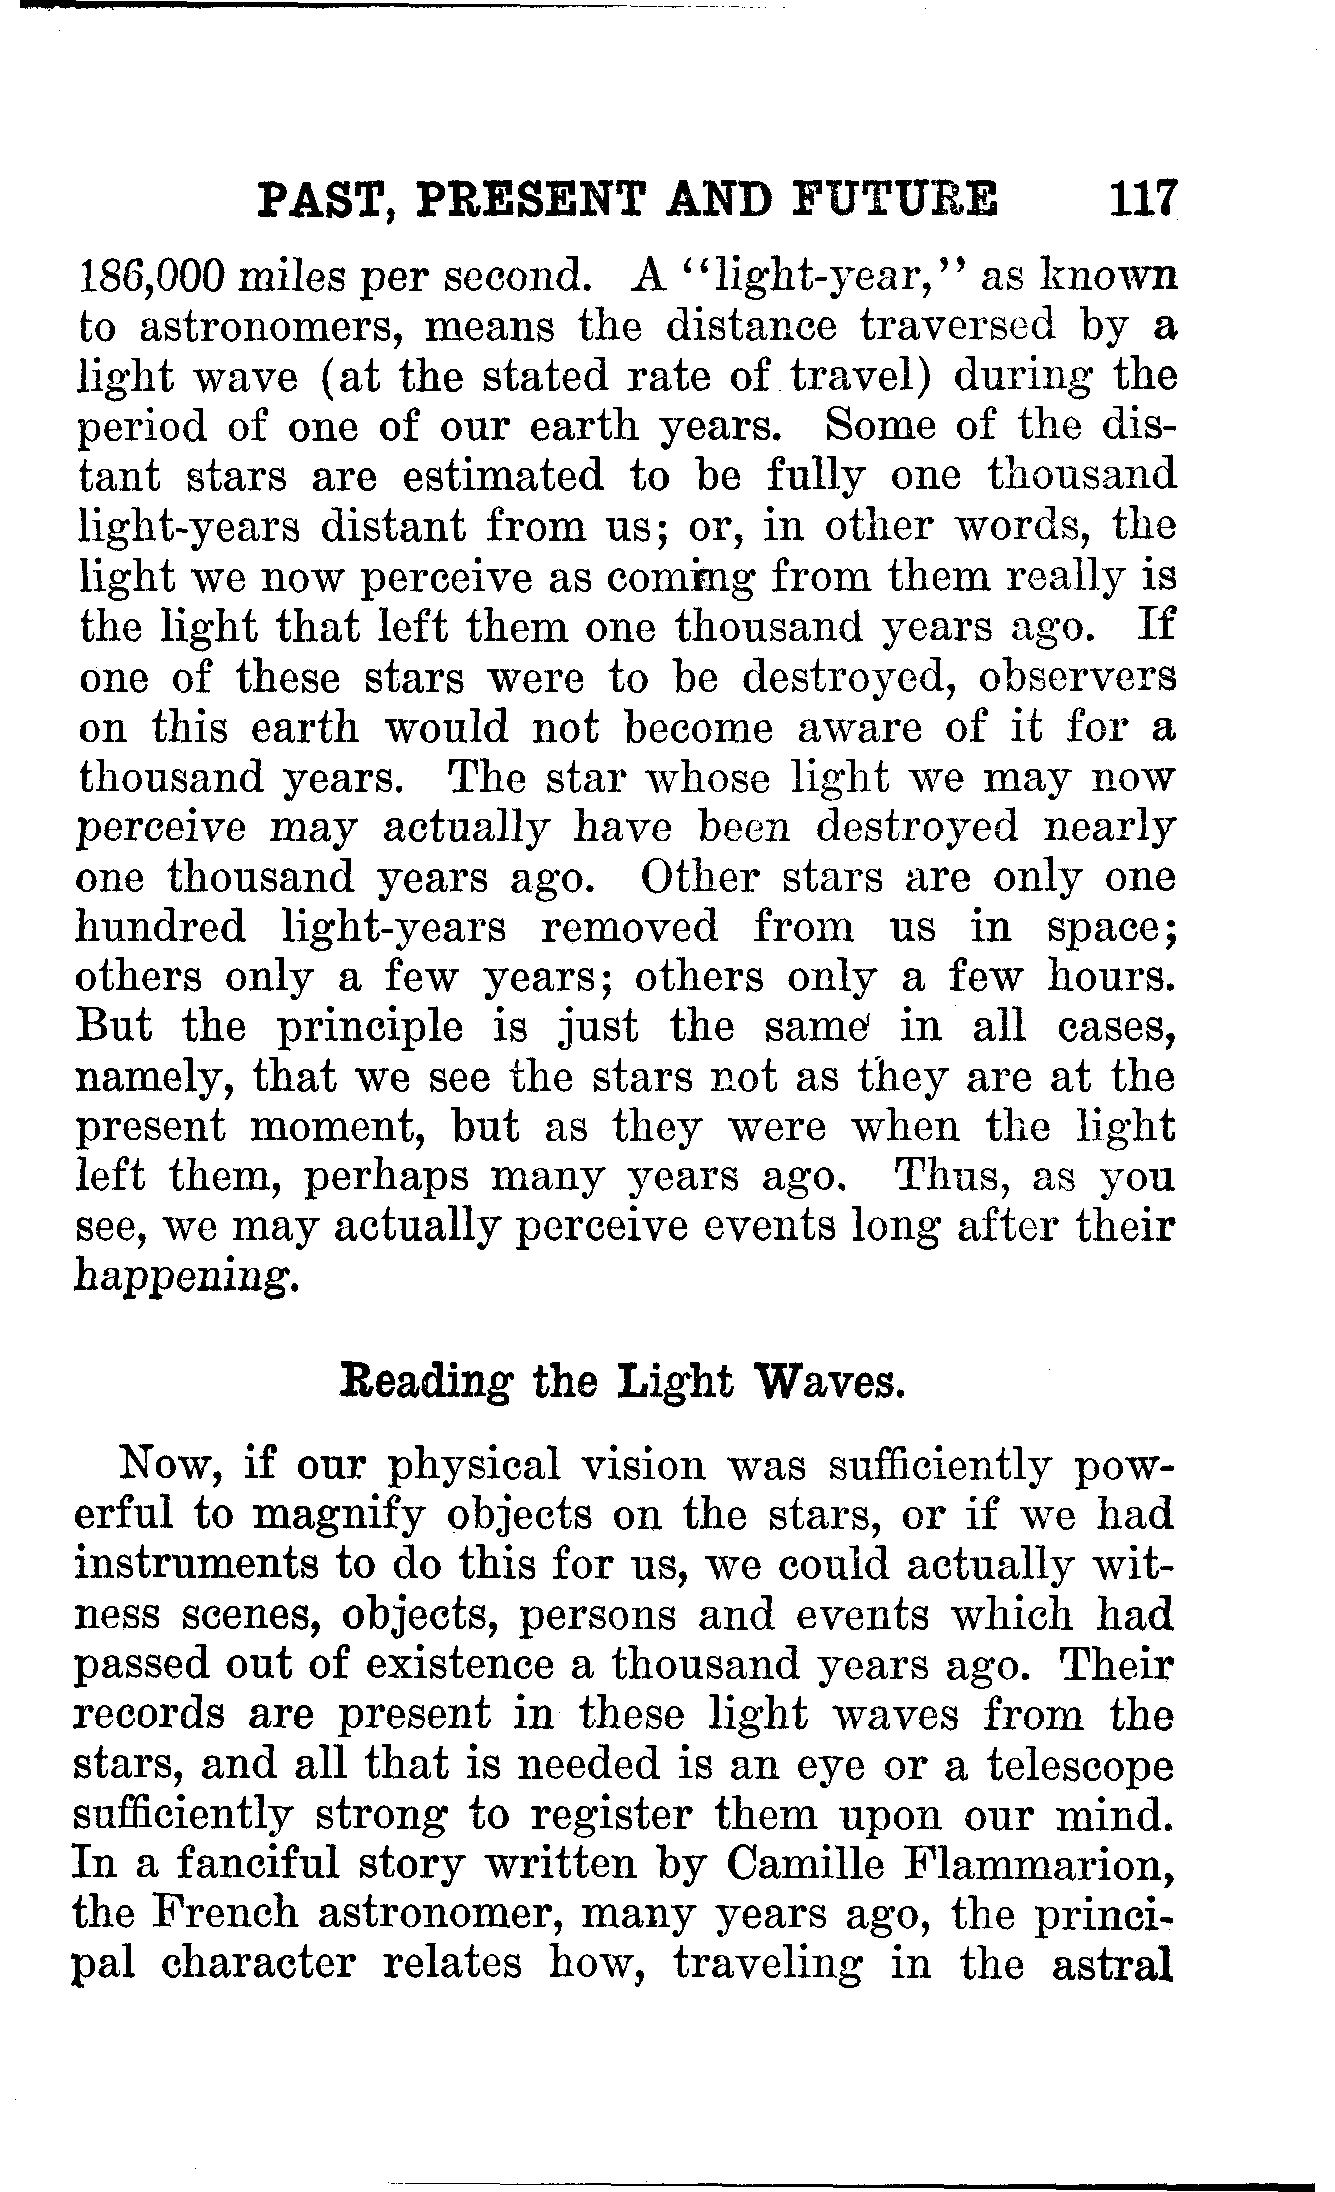 PAST, PRESENT AND FUTURE 117
186,000 miles per second. A "light-year," as known
to astronomers, means the distance traversed by a
light wave (at the stated rate of travel) during the
period of one of our earth years. Some of the dis-
tant stars are estimated to be fully one thousand
light-years distant from us; or, in other words, the
light we now perceive as coming from them really is
the light that left them one thousand years ago. If
one of these stars were to be destroyed, observers
on this earth would not become aware of it for a
thousand years. The star whose light we may now
perceive may actually have been destroyed nearly
one thousand years ago. Other stars are only one
hundred light-years removed from us in space;
others only a few years; others only a few hours.
But the principle is just the same in all cases,
namely, that we see the stars not as they are at the
present moment, but as they were when the light
left them, perhaps many years ago. Thus, as you
see, we may actually perceive events long after their
happening.
Reading the Light Waves.
Now, if our physical vision was sufficiently pow-
erful to magnify objects on the stars, or if we had
instruments to do this for us, we could actually wit-
ness scenes, objects, persons and events which had
passed out of existence a thousand years ago. Their
records are present in these light waves from the
stars, and all that is needed is an eye or a telescope
sufficiently strong to register them upon our mind.
In a fanciful story written by Camille Flammarion,
the French astronomer, many years ago, the princi-
pal character relates how, traveling in the astral